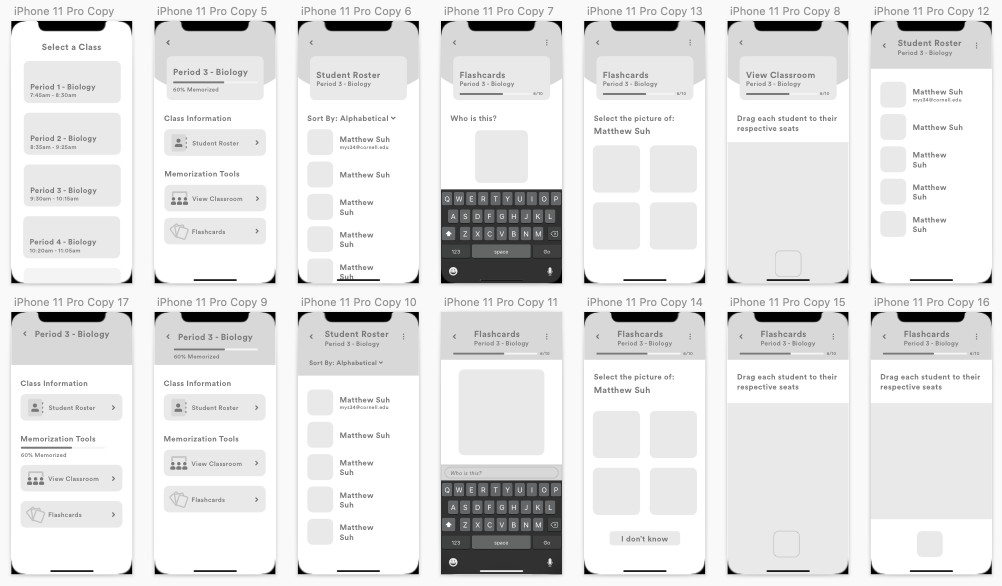 iPhone 11 Pro Copy
Select a Class
Period 1 - Biology
7:45am - 8:30am
Period 2 - Biology
8:35am - 9:25am
Period 3 - Biology
9:30am - 10:15am
Period 4 - Biology
10:20am - 11:05am
iPhone 11 Pro Copy 5
Period 3 - Biology
60% Memorized
Class Information
Student Roster
Memorization Tools
View Classroom
Flashcards
iPhone 11 Pro Copy 6
Student Roster
Period 3 - Biology
Sort By: Alphabetical
Matthew Suh
mys24@cornell.edu
Matthew Suh
Matthew
Suh
Matthew
Suh
Matthew
Suh
iPhone 11 Pro Copy 7
Flashcards
Period 3 - Biology
6/10
Who is this?
Q W E R T Y U I O P
A S D F G H J K L
Z X C V B N M
123 space Go
iPhone 11 Pro Copy 13
Flashcards
Period 3 - Biology
6/10
Select the picture of:
Matthew Suh
iPhone 11 Pro Copy 8
View Classroom
Period 3 - Biology
6/10
Drag each student to their
respective seats
iPhone 11 Pro Copy 12
Student Roster
Period 3 - Biology
Matthew Suh
mys24@cornell.edu
Matthew Suh
Matthew
Suh
Matthew
Suh
Matthew
Suh
iPhone 11 Pro Copy 17
Period 3 - Biology
Class Information
Student Roster
Memorization Tools
60% Memorized
View Classroom
Flashcards
iPhone 11 Pro Copy 9
Period 3 - Biology
60% Memorized
Class Information
Student Roster
Memorization Tools
View Classroom
Flashcards
iPhone 11 Pro Copy 10
Student Roster
Period 3 - Biology
Sort By: Alphabetical
Matthew Suh
mys24@cornell.edu
Matthew Suh
Matthew
Suh
Matthew
Suh
Matthew
Suh
iPhone 11 Pro Copy 11
Flashcards
Period 3 - Biology
6/10
Who is this?
Q W E R T Y U I O P
A S D F G H J K L
Z X C V B N M
123 space Go
iPhone 11 Pro Copy 14
Flashcards
Period 3 - Biology
6/10
Select the picture of:
Matthew Suh
I don't know
iPhone 11 Pro Copy 15
Flashcards
Period 3 - Biology
6/10
Drag each student to their
respective seats
iPhone 11 Pro Copy 16
Flashcards
Period 3 - Biology
6/10
Drag each student to their
respective seats